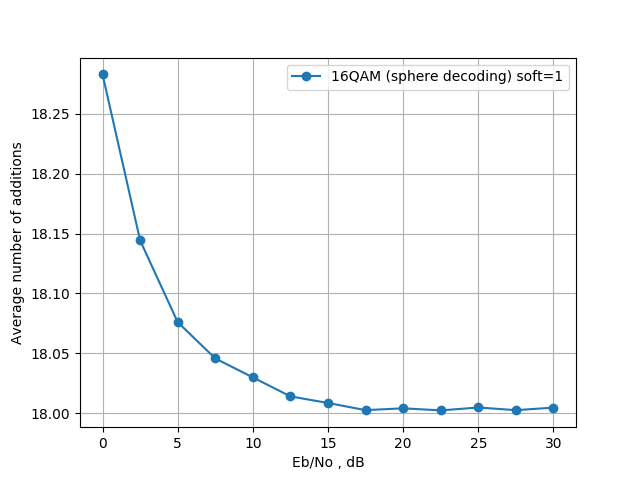 16QAM (sphere decoding) soft=1
Average number of additions
18.25
18.20
18.15
18.10
18.05
18.00
0 5 10 15 20 25 30
Eb/No , dB